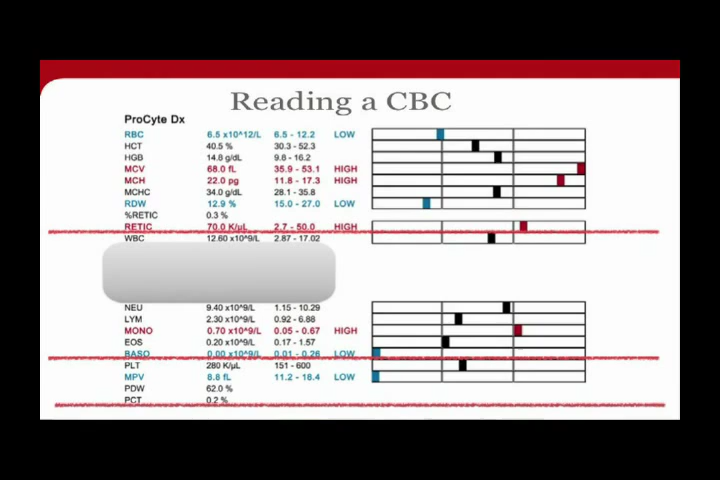 Reading a CBC
ProCyte Dx
RBC 6.5 x10^12/L 6.5 - 12.2 LOW
HCT 40.5 % 30.3 - 52.3
HGB 14.8 g/dL 9.8 - 16.2
MCV 68.0 fL 35.9 - 53.1 HIGH
MCH 22.0 pg 11.8 - 17.3 HIGH
MCHC 34.0 g/dL 28.1 - 35.8
RDW 12.9 % 15.0 - 27.0 LOW
%RETIC 0.3 %
RETIC 70.0 K/µL 2.7 - 50.0 HIGH
WBC 12.60 x10^9/L 2.87 - 17.02
NEU 9.40 x10^9/L 1.15 - 10.29
LYM 2.30 x10^9/L 0.92 - 6.88
MONO 0.70 x10^9/L 0.05 - 0.67 HIGH
EOS 0.20 x10^9/L 0.17 - 1.57
BASO 0.00 x10^9/L 0.01 - 0.26 LOW
PLT 280 K/µL 151 - 600
MPV 8.8 fL 11.2 - 18.4 LOW
PDW 62.0 %
PCT 0.2 %